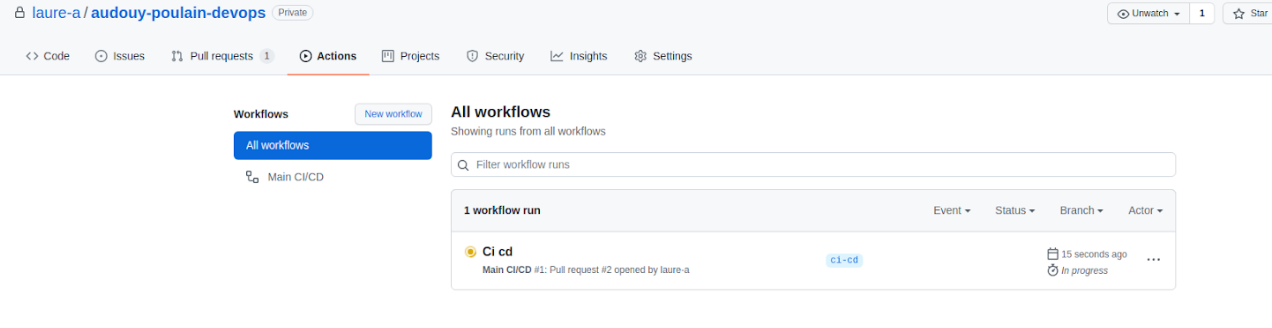 laure-a / audouy-poulain-devops Private Unwatch 1 Star
Code Issues Pull requests 1 Actions Projects Security Insights Settings
Workflows New workflow
All workflows
Main CI/CD
All workflows
Showing runs from all workflows
Filter workflow runs
1 workflow run Event Status Branch Actor
Ci cd
Main CI/CD #1: Pull request #2 opened by laure-a
ci-cd
15 seconds ago
In progress